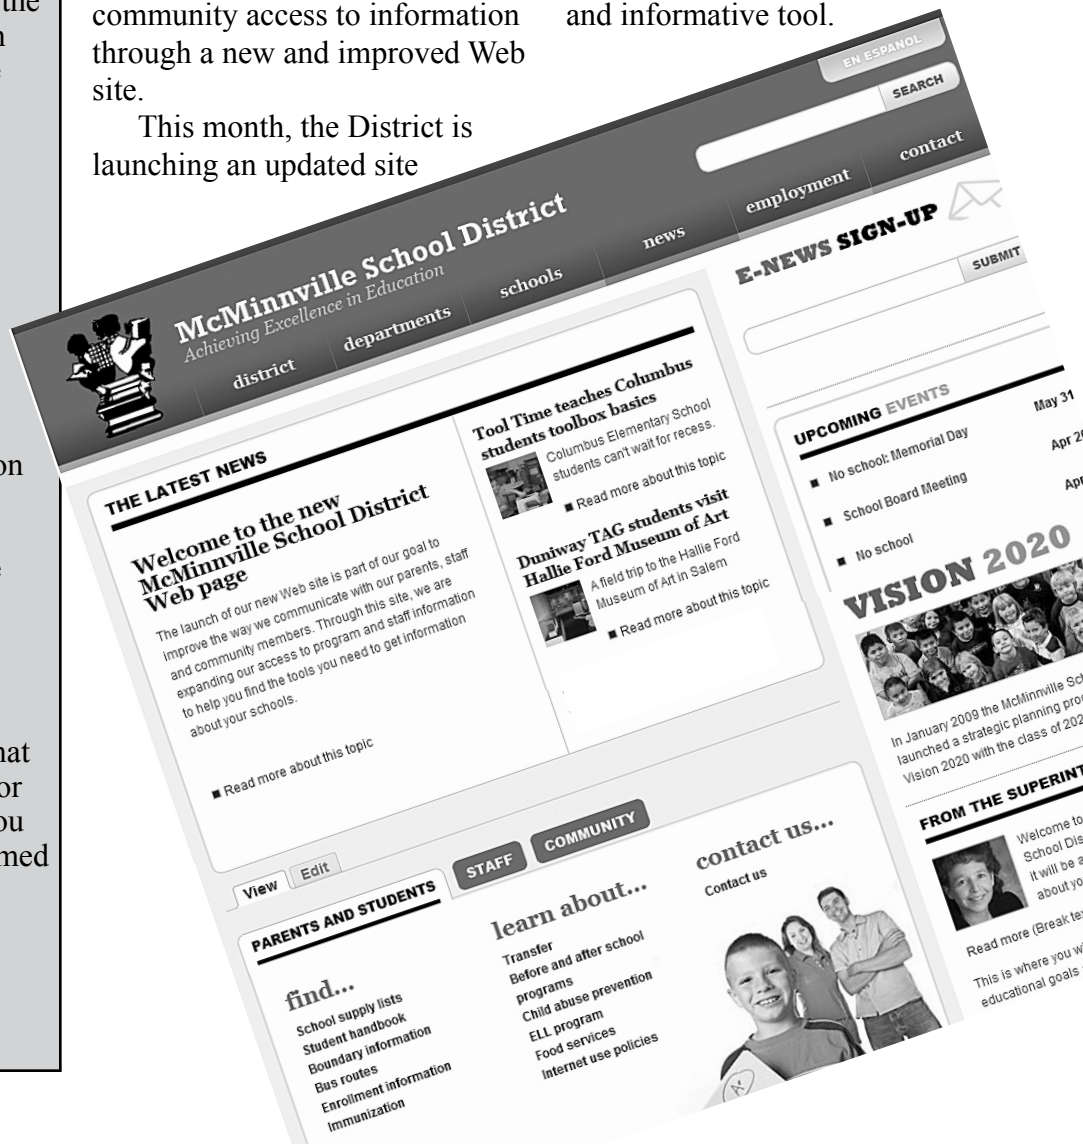 the
on
hat
or
ou
med
community access to information
through a new and improved Web
site.
This month, the District is
launching an updated site
and informative tool.
EN ESPAÑOL
SEARCH
McMinnville School District
Achieving Excellence in Education
district
departments
schools
news
employment
contact
THE LATEST NEWS
Welcome to the new
McMinnville School District
Web page
The launch of our new Web site is part of our goal to
improve the way we communicate with our parents, staff
and community members. Through this site, we are
expanding our access to program and staff information
to help you find the tools you need to get information
about your schools.
Read more about this topic
Tool Time teaches Columbus
students toolbox basics
Columbus Elementary School
students can't wait for recess.
Read more about this topic
Duniway TAG students visit
Hallie Ford Museum of Art
A field trip to the Hallie Ford
Museum of Art in Salem
Read more about this topic
E-NEWS SIGN-UP
SUBMIT
UPCOMING EVENTS
No school: Memorial Day May 31
School Board Meeting Apr 2
No school Apr
VISION 2020
In January 2009 the McMinnville Sch
launched a strategic planning pro
Vision 2020 with the class of 202
FROM THE SUPERINT
Welcome to
School Dis
It will be a
about yo
Read more (Break te
This is where you w
educational goals
View
Edit
PARENTS AND STUDENTS
STAFF
COMMUNITY
find...
School supply lists
Student handbook
Boundary information
Bus routes
Enrollment information
Immunization
learn about...
Transfer
Before and after school
programs
Child abuse prevention
ELL program
Food services
Internet use policies
contact us...
Contact us
A+